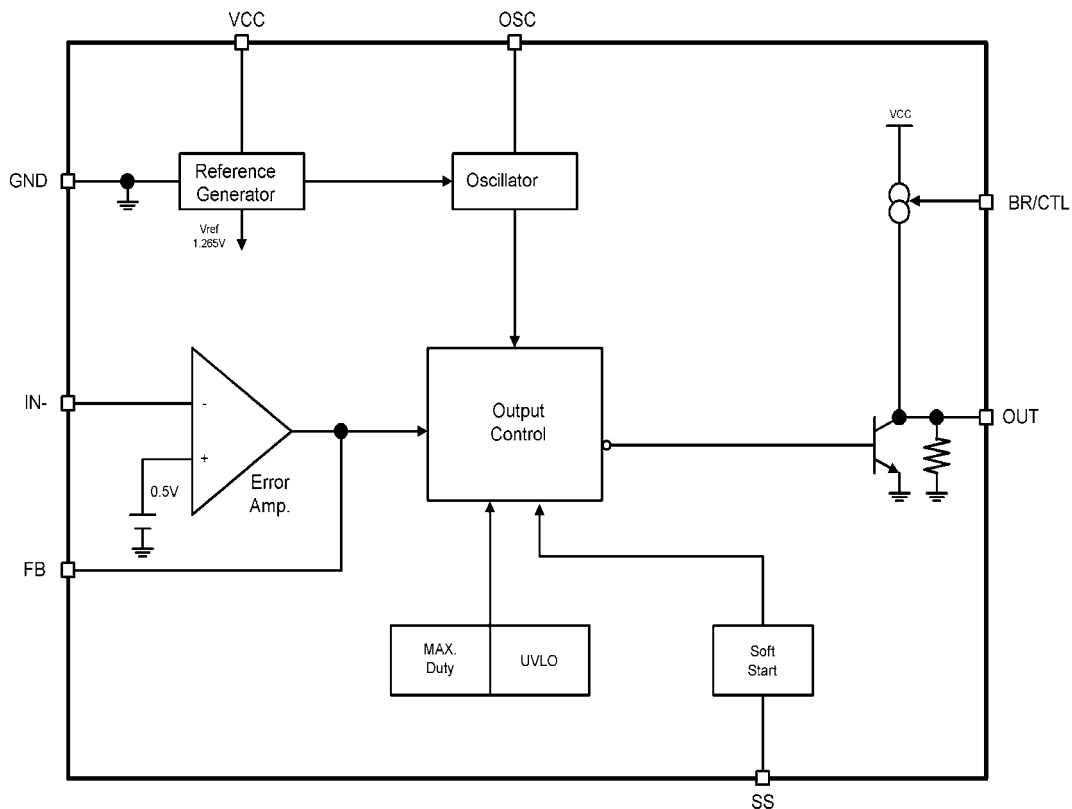 VCC
OSC
VCC
GND
Reference
Generator
Oscillator
BR/CTL
Vref
1.265V
IN-
-
Output
Control
OUT
+
0.5V
Error
Amp.
FB
MAX.
Duty
UVLO
Soft
Start
SS